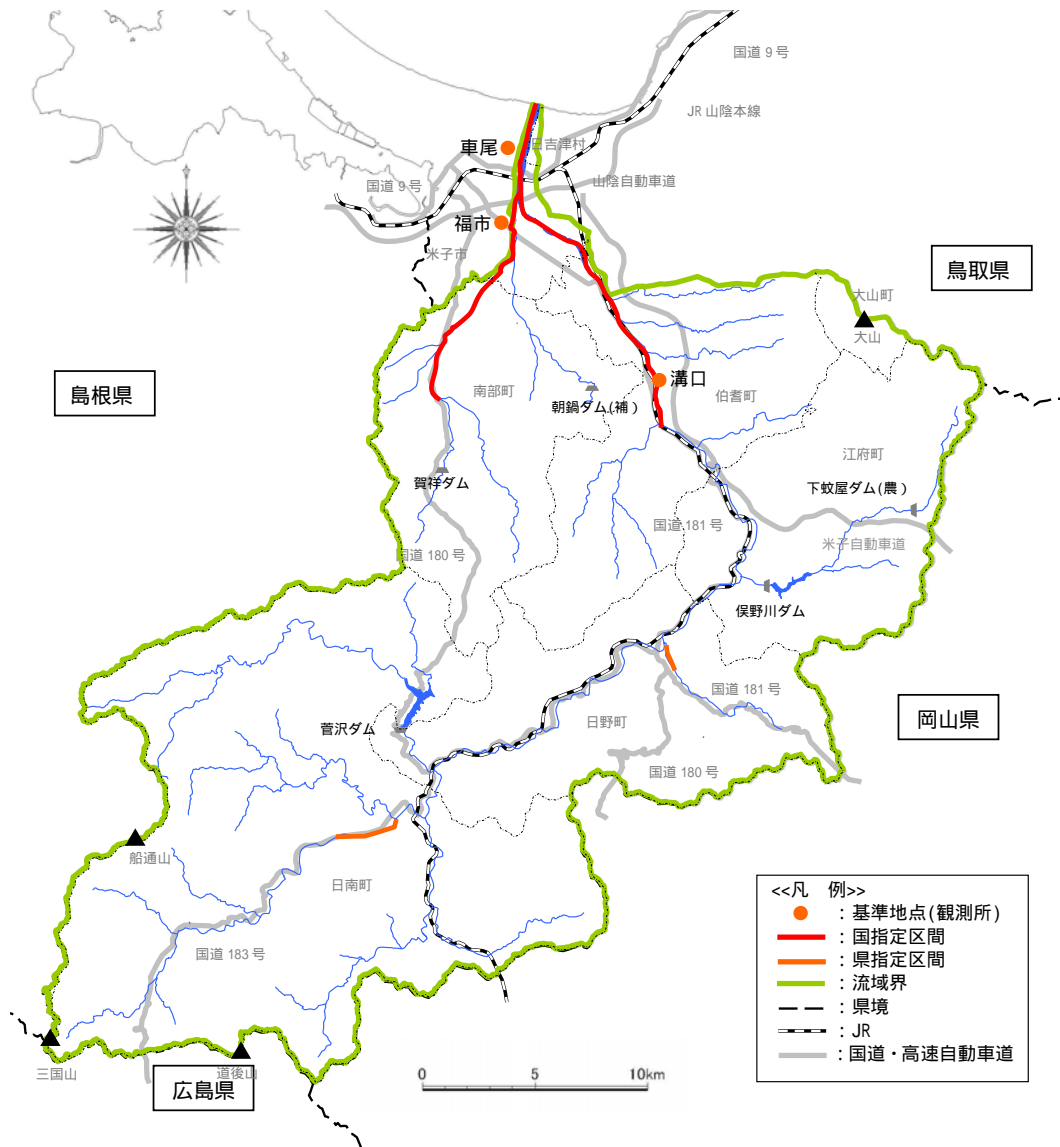 国道 9 号
JR 山陰本線
車尾
日吉津村
国道 9 号
山陰自動車道
福市
米子市
鳥取県
大山町
大山
島根県
南部町
溝口
朝鍋ダム(補)
伯耆町
江府町
賀祥ダム
下蚊屋ダム(農)
国道 181 号
米子自動車道
国道 180 号
俣野川ダム
国道 181 号
岡山県
菅沢ダム
日野町
国道 180 号
船通山
日南町
国道 183 号
三国山
道後山
広島県
0 5 10km
<<凡 例>>
:基準地点(観測所)
:国指定区間
:県指定区間
:流域界
:県境
:JR
:国道・高速自動車道